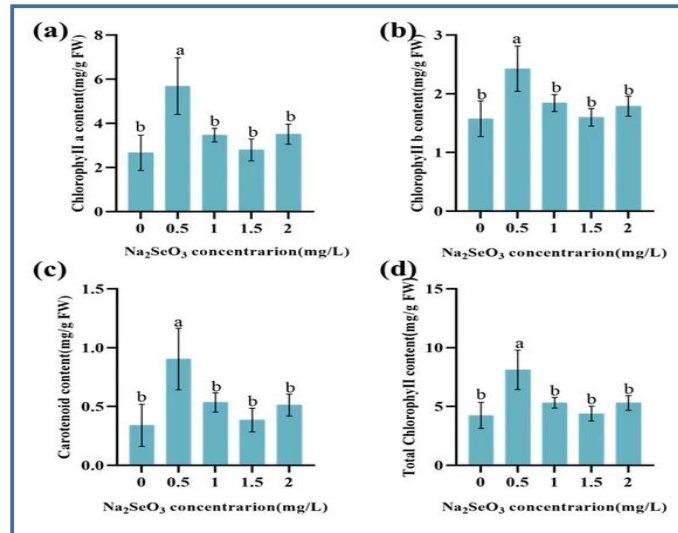 (a)
ChlorophyII a content(mg/g FW)
8
6
4
2
0
b
a
b
b
b
0 0.5 1 1.5 2
Na₂SeO₃ concentrarion(mg/L)
(b)
ChlorophyII b content(mg/g FW)
3
2
1
0
b
a
b
b
b
0 0.5 1 1.5 2
Na₂SeO₃ concentrarion(mg/L)
(c)
Carotenoid content(mg/g FW)
1.5
1.0
0.5
0.0
b
a
b
b
b
0 0.5 1 1.5 2
Na₂SeO₃ concentrarion(mg/L)
(d)
Total ChlorophyII content(mg/g FW)
15
10
5
0
b
a
b
b
b
0 0.5 1 1.5 2
Na₂SeO₃ concentrarion(mg/L)